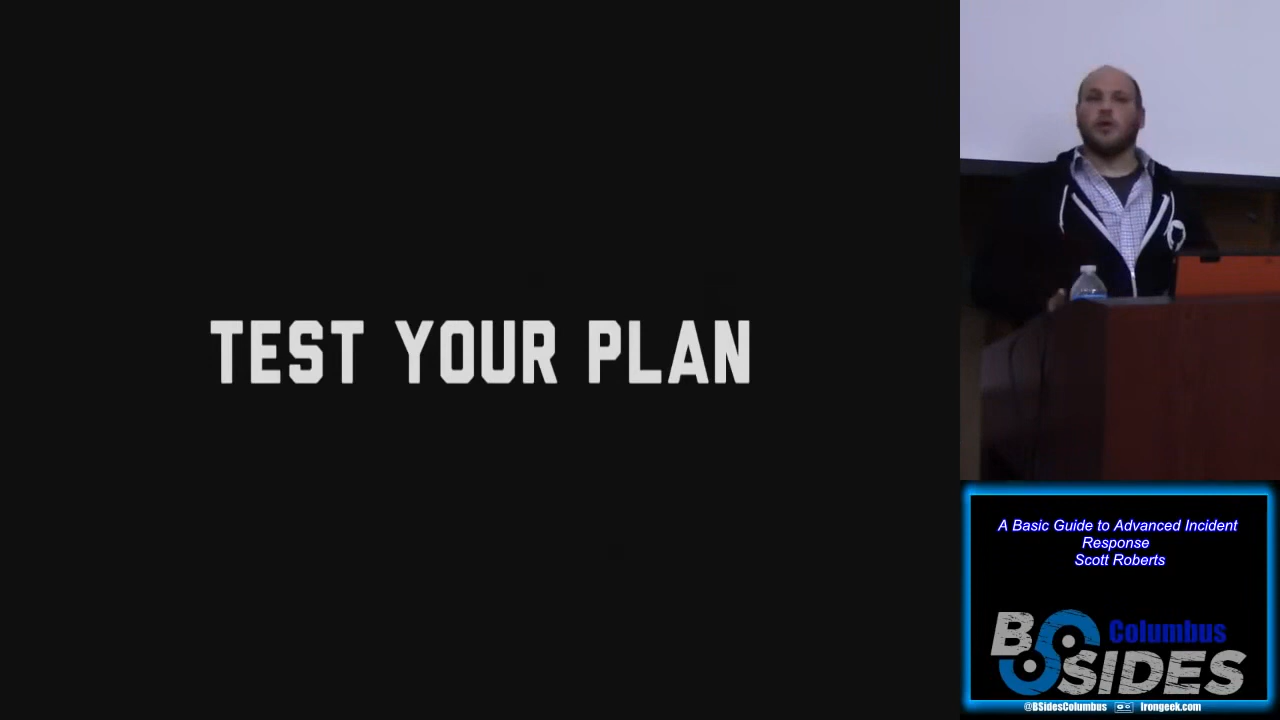 TEST YOUR PLAN
A Basic Guide to Advanced Incident
Response
Scott Roberts
BSIDES
Columbus
@BSidesColumbus Irongeek.com